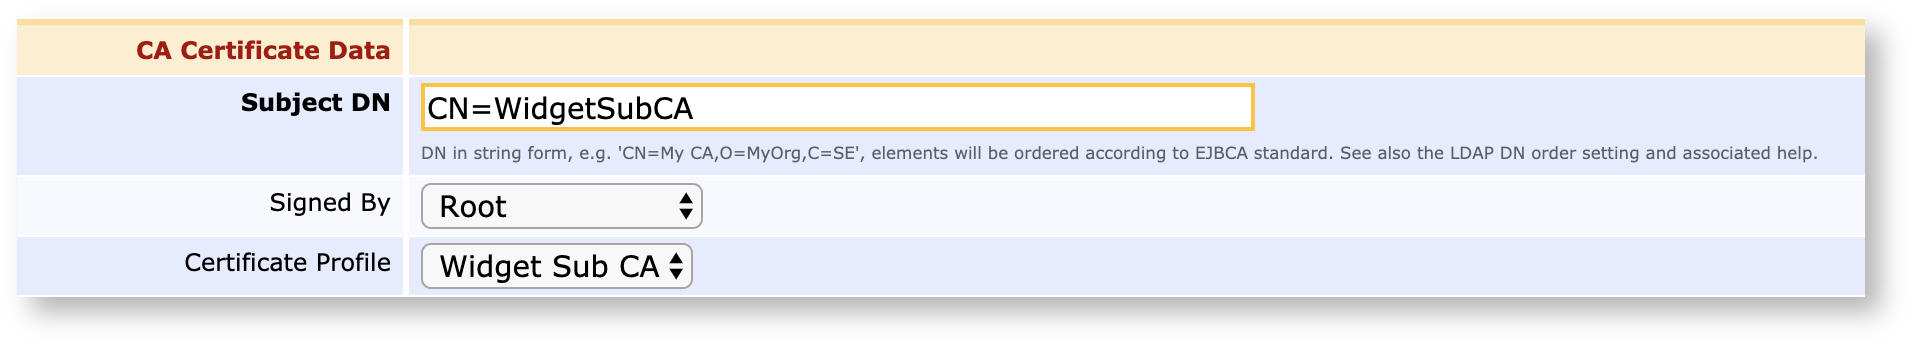 CA Certificate Data
Subject DN
CN=WidgetSubCA
DN in string form, e.g. 'CN=My CA,O=MyOrg,C=SE', elements will be ordered according to EJBCA standard. See also the LDAP DN order setting and associated help.
Signed By
Root
Certificate Profile
Widget Sub CA